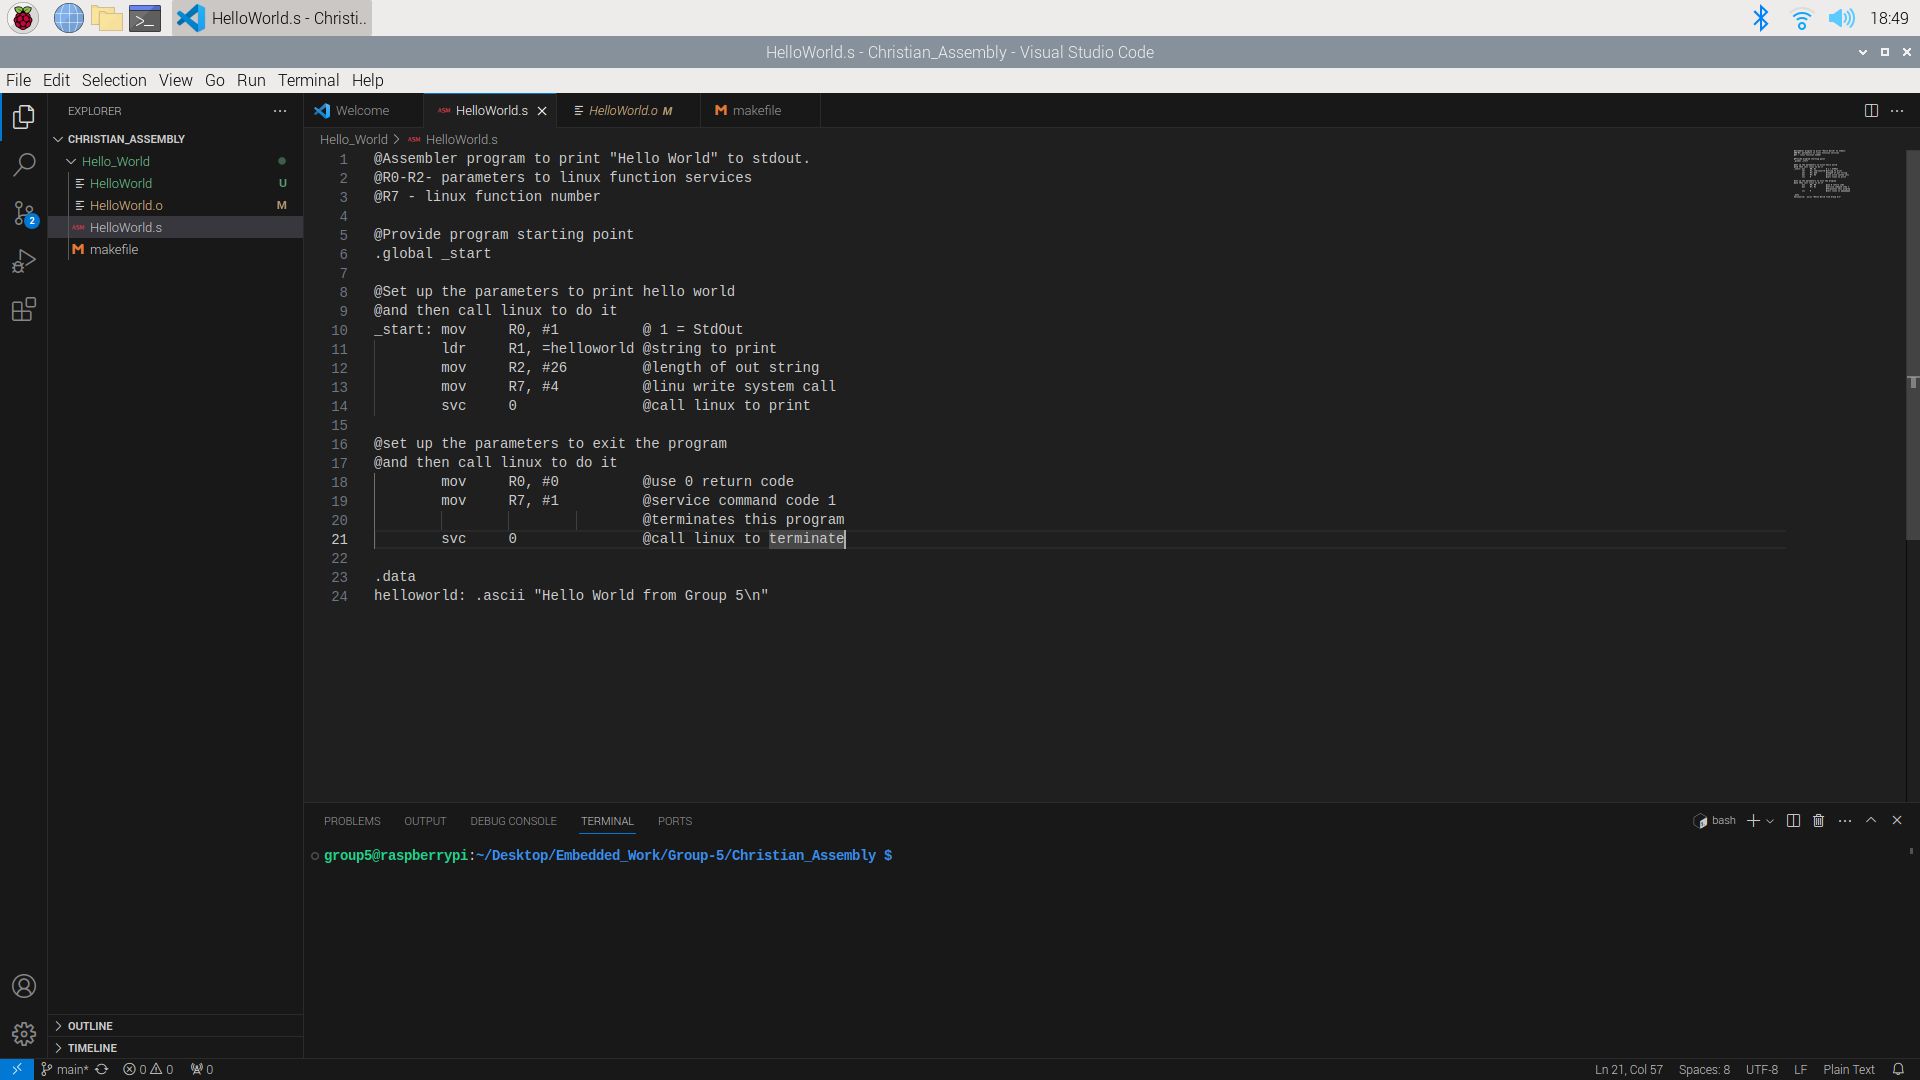 HelloWorld.s - Christi..
18:49
HelloWorld.s - Christian_Assembly - Visual Studio Code
File Edit Selection View Go Run Terminal Help
EXPLORER
CHRISTIAN_ASSEMBLY
Hello_World
HelloWorld U
HelloWorld.o M
HelloWorld.s
makefile
OUTLINE
TIMELINE
Welcome HelloWorld.s HelloWorld.o M makefile
Hello_World > HelloWorld.s
1 @Assembler program to print "Hello World" to stdout.
2 @R0-R2- parameters to linux function services
3 @R7 - linux function number
4
5 @Provide program starting point
6 .global _start
7
8 @Set up the parameters to print hello world
9 @and then call linux to do it
10 _start: mov R0, #1 @ 1 = StdOut
11 ldr R1, =helloworld @string to print
12 mov R2, #26 @length of out string
13 mov R7, #4 @linu write system call
14 svc 0 @call linux to print
15
16 @set up the parameters to exit the program
17 @and then call linux to do it
18 mov R0, #0 @use 0 return code
19 mov R7, #1 @service command code 1
20 @terminates this program
21 svc 0 @call linux to terminate
22
23 .data
24 helloworld: .ascii "Hello World from Group 5\n"
PROBLEMS OUTPUT DEBUG CONSOLE TERMINAL PORTS
bash
group5@raspberrypi:~/Desktop/Embedded_Work/Group-5/Christian_Assembly $
2
main* 0 0 0
Ln 21, Col 57 Spaces: 8 UTF-8 LF Plain Text